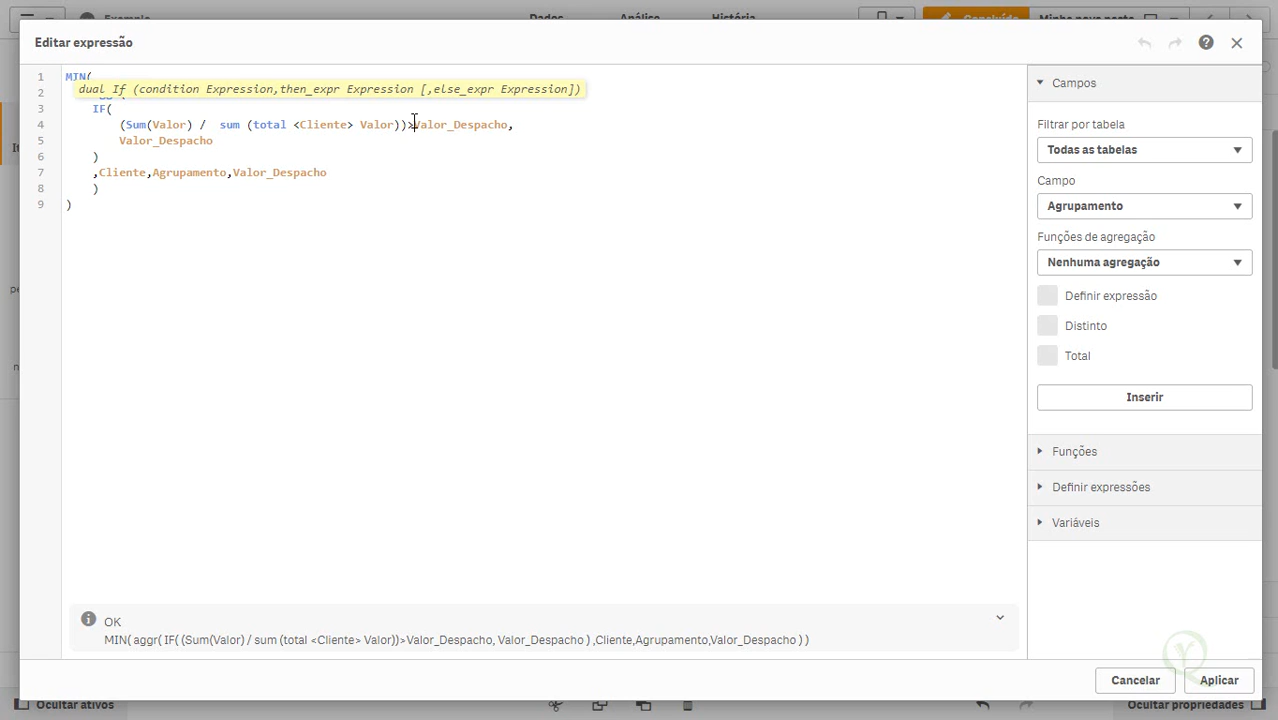 Dados Análise História
Editar expressão
1 MIN(
dual If (condition Expression,then_expr Expression [,else_expr Expression])
2
3 IF(
4 (Sum(Valor) / sum (total <Cliente> Valor))>Valor_Despacho,
5 Valor_Despacho
6 )
7 ,Cliente,Agrupamento,Valor_Despacho
8 )
9 )
Campos
Filtrar por tabela
Todas as tabelas
Campo
Agrupamento
Funções de agregação
Nenhuma agregação
Definir expressão
Distinto
Total
Inserir
Funções
Definir expressões
Variáveis
OK
MIN( aggr( IF( (Sum(Valor) / sum (total <Cliente> Valor))>Valor_Despacho, Valor_Despacho ) ,Cliente,Agrupamento,Valor_Despacho ) )
Cancelar
Aplicar
Ocultar ativos
Ocultar propriedades